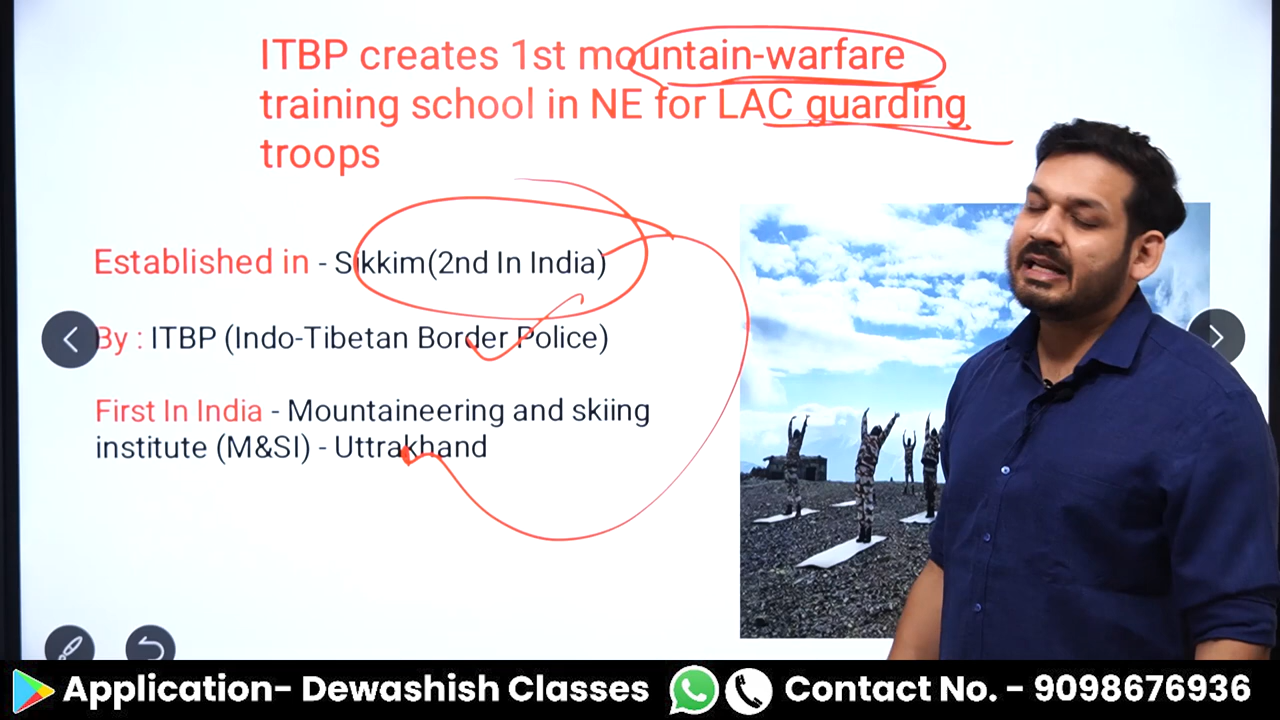 ITBP creates 1st mountain-warfare
training school in NE for LAC guarding
troops
Established in - Sikkim(2nd In India)
By : ITBP (Indo-Tibetan Border Police)
First In India - Mountaineering and skiing
institute (M&SI) - Uttrakhand
Application- Dewashish Classes
Contact No. - 9098676936